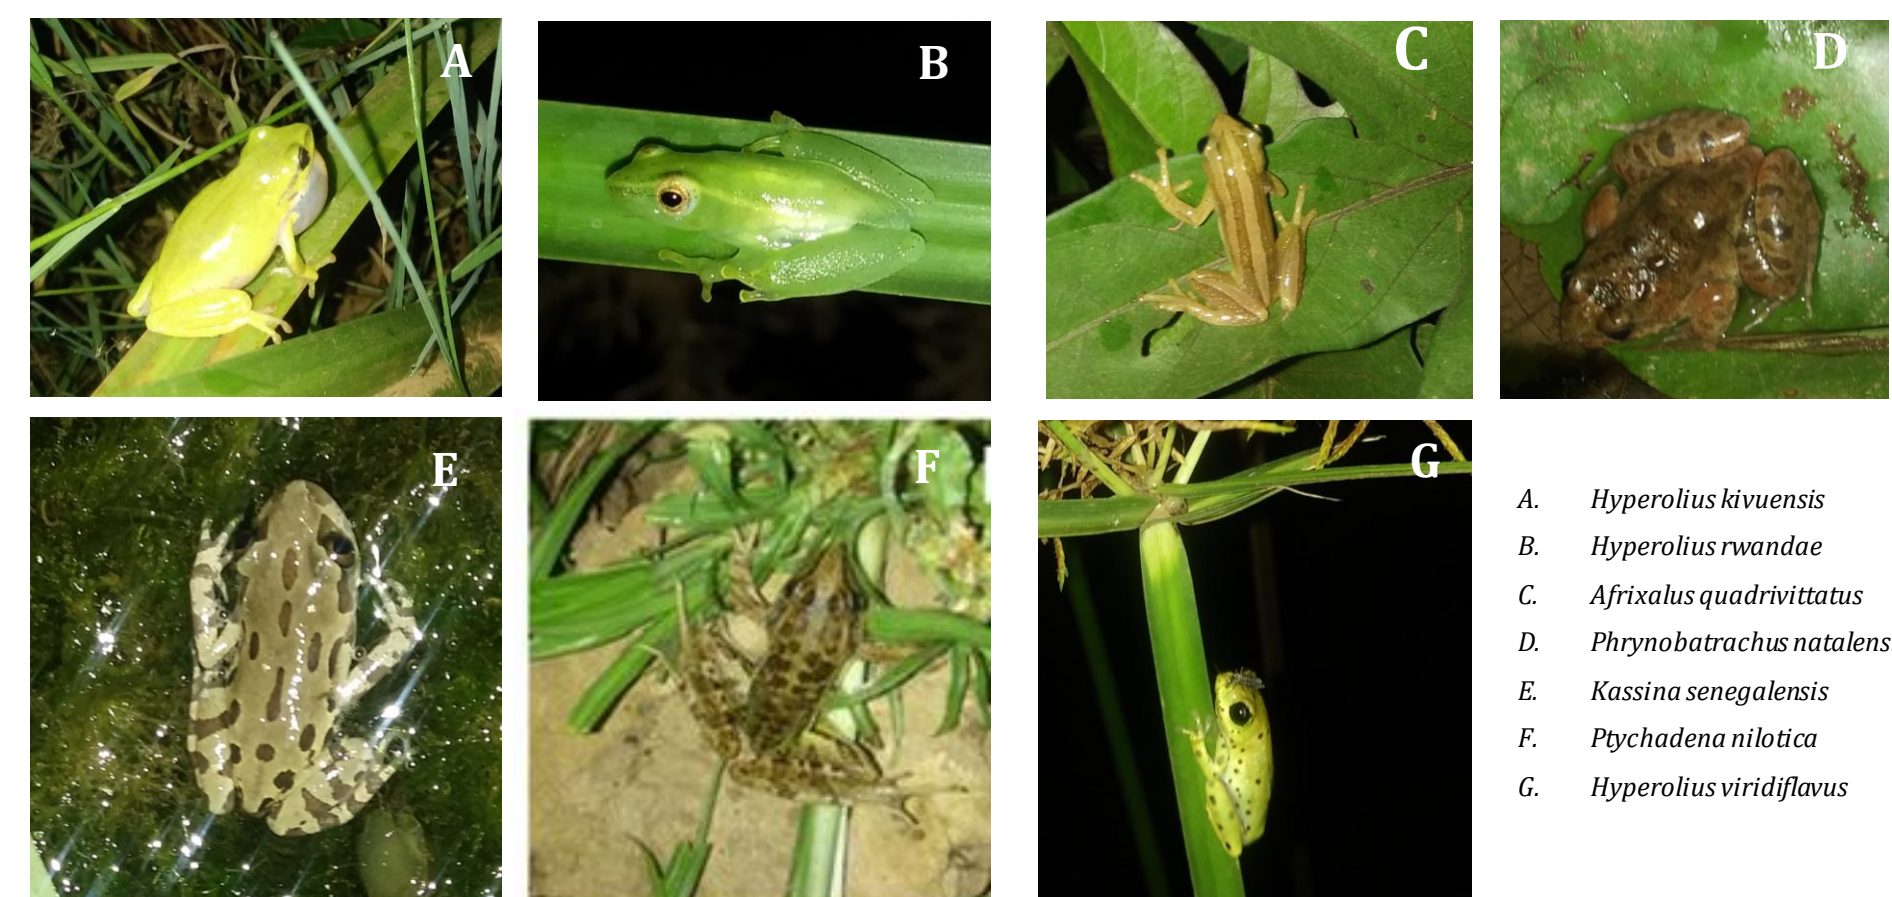 A
B
C
D
E
F
G
A. Hyperolius kivuensis
B. Hyperolius rwandae
C. Afrixalus quadrivittatus
D. Phrynobatrachus natalens
E. Kassina senegalensis
F. Ptychadena nilotica
G. Hyperolius viridiflavus